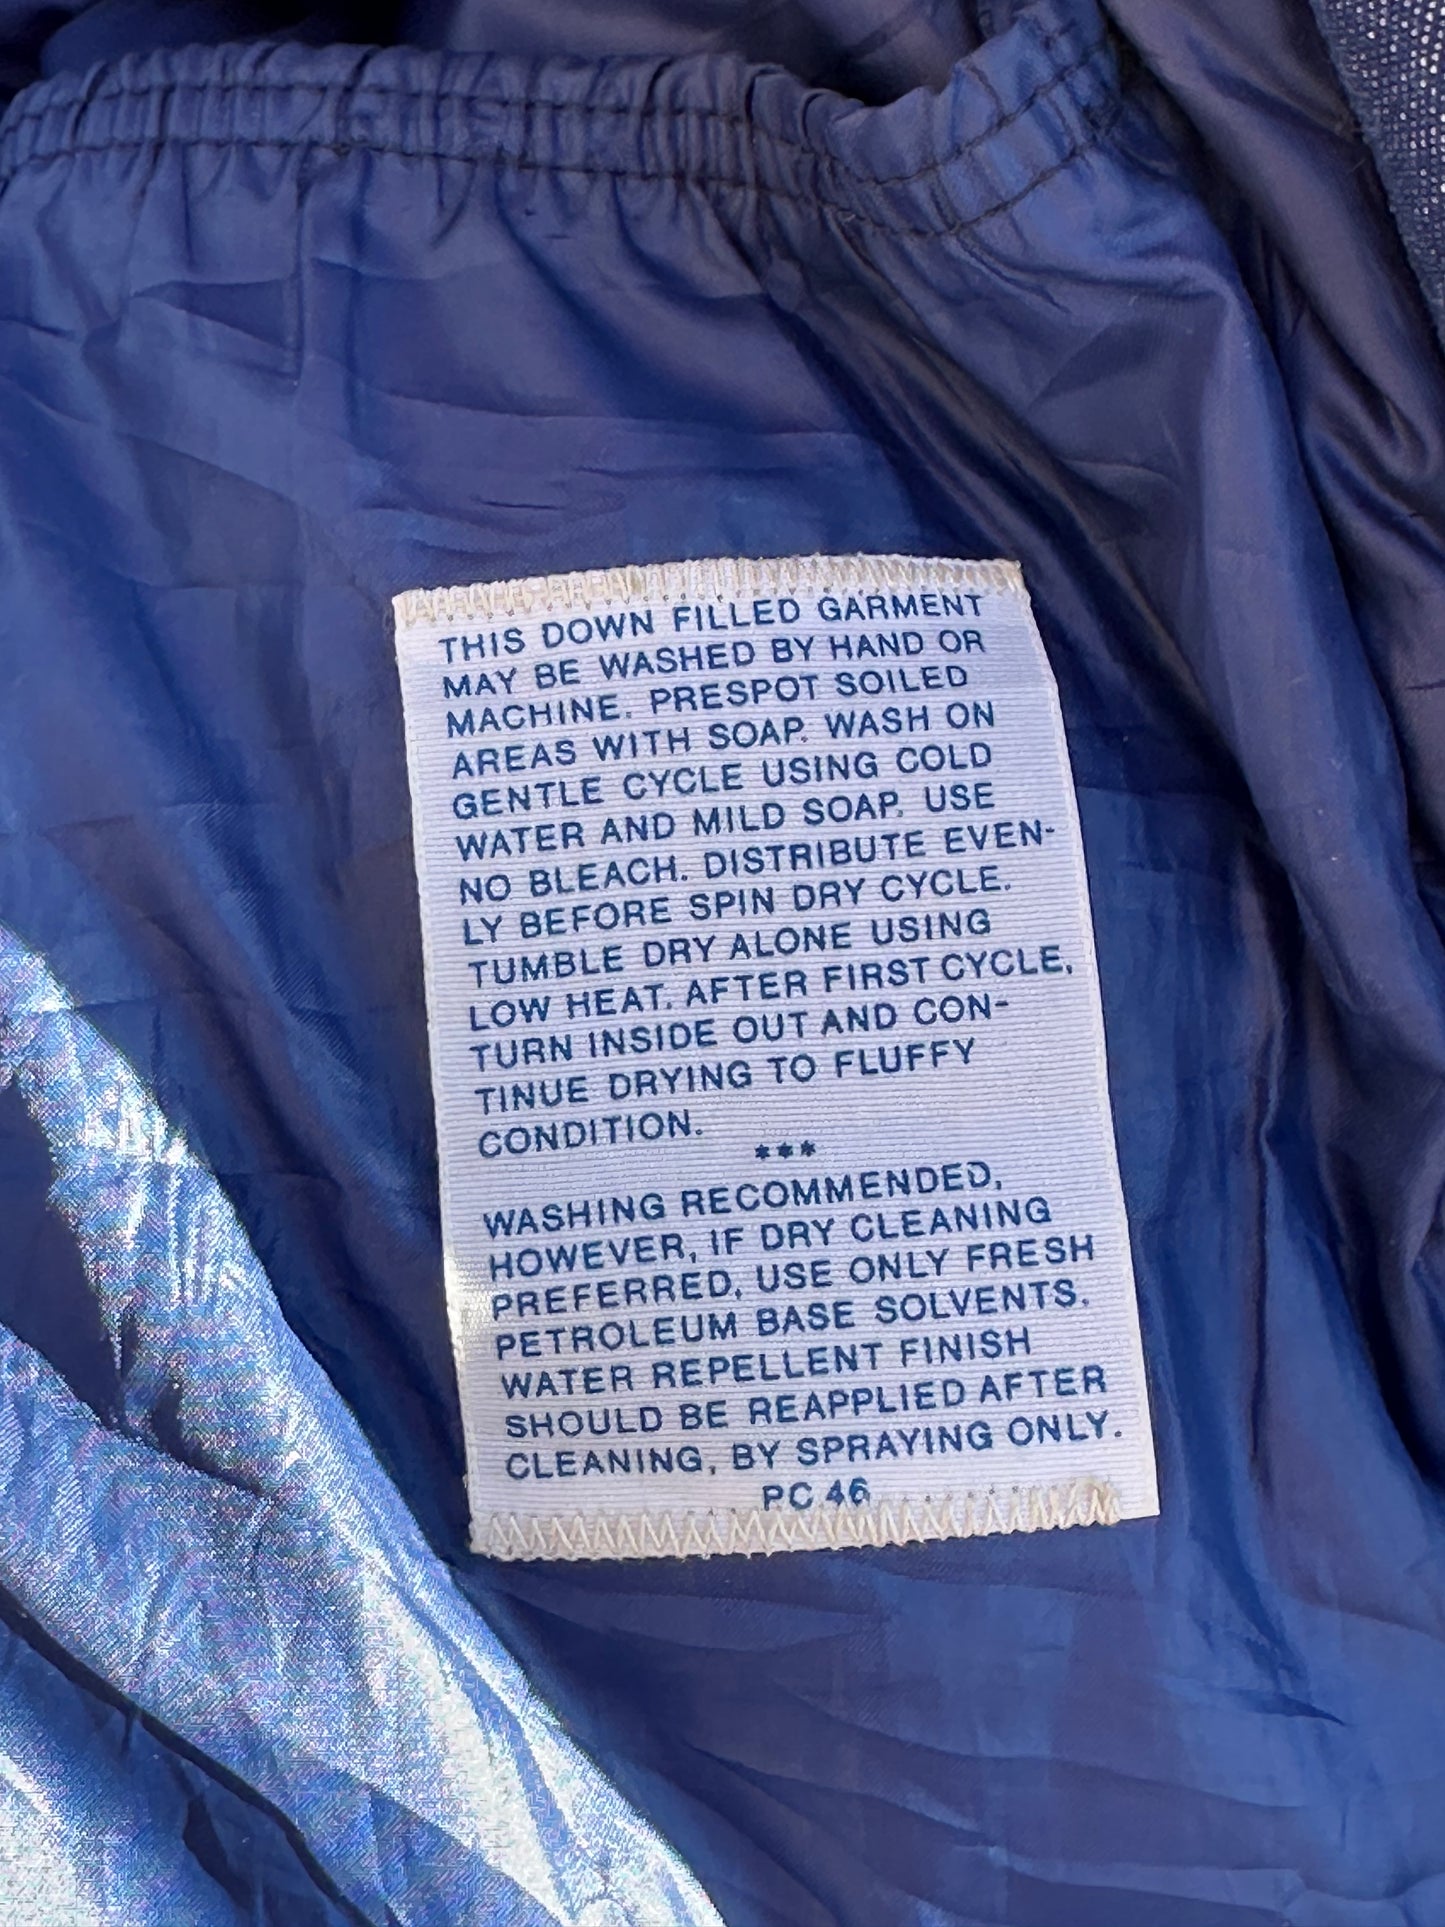 THIS DOWN FILLED GARMENT
MAY BE WASHED BY HAND OR
MACHINE. PRESPOT SOILED
AREAS WITH SOAP. WASH ON
GENTLE CYCLE USING COLD
WATER AND MILD SOAP. USE
NO BLEACH. DISTRIBUTE EVEN-
LY BEFORE SPIN DRY CYCLE.
TUMBLE DRY ALONE USING
LOW HEAT. AFTER FIRST CYCLE,
TURN INSIDE OUT AND CON-
TINUE DRYING TO FLUFFY
CONDITION.
***
WASHING RECOMMENDED,
HOWEVER, IF DRY CLEANING
PREFERRED, USE ONLY FRESH
PETROLEUM BASE SOLVENTS.
WATER REPELLENT FINISH
SHOULD BE REAPPLIED AFTER
CLEANING, BY SPRAYING ONLY.
PC 46